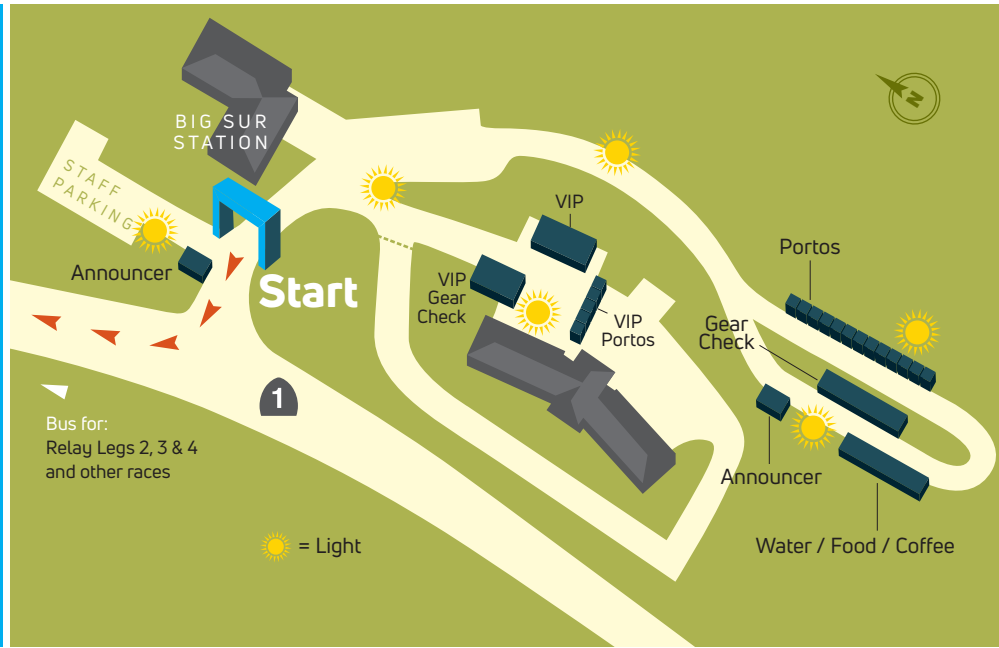 BIG SUR
STATION
N
STAFF
PARKING
Announcer
Start
VIP
VIP
Gear
Check
VIP
Portos
Portos
Gear
Check
1
Bus for:
Relay Legs 2, 3 & 4
and other races
Announcer
Water / Food / Coffee
= Light